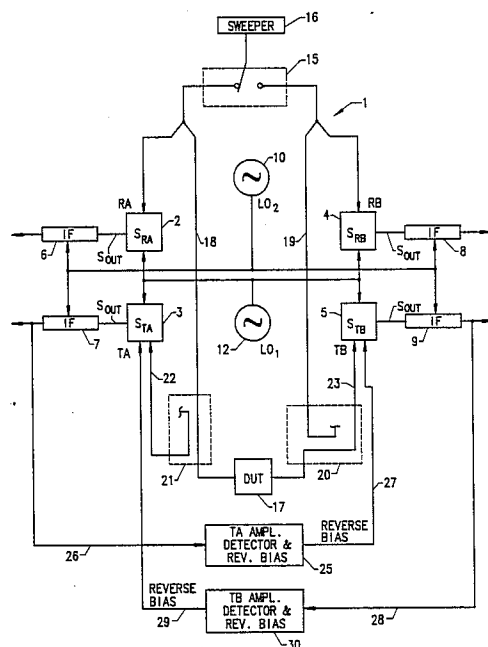 16
SWEEPER
15
1
10
RA
LO2
RB
2
4
SRA
SRB
IF
SOUT
18
19
SOUT
IF
6
8
SOUT
SOUT
IF
STA
3
5
STB
IF
7
TA
12
LO1
TB
9
22
23
21
DUT
20
17
27
26
TA AMPL.
DETECTOR &
REV. BIAS
REVERSE
BIAS
25
REVERSE
BIAS
29
TB AMPL.
DETECTOR &
REV. BIAS
28
30